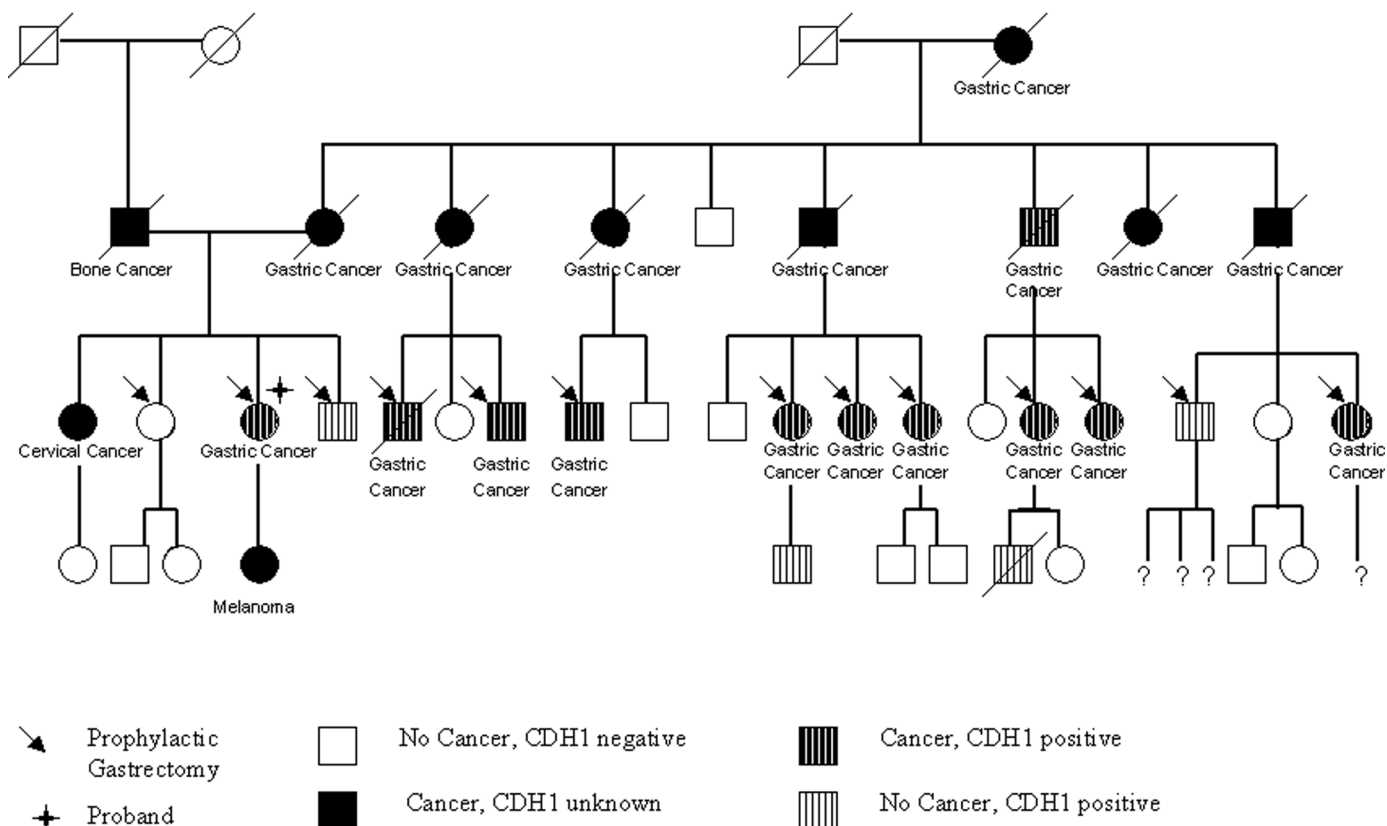 Gastric Cancer
Bone Cancer
Gastric Cancer
Gastric Cancer
Gastric Cancer
Gastric Cancer
Gastric
Cancer
Gastric Cancer
Gastric Cancer
Cervical Cancer
Gastric Cancer
Gastric
Cancer
Gastric
Cancer
Gastric
Cancer
Gastric
Cancer
Gastric
Cancer
Gastric
Cancer
Gastric
Cancer
Gastric
Cancer
Gastric
Cancer
Melanoma
? ? ?
?
Prophylactic
Gastrectomy
Proband
No Cancer, CDH1 negative
Cancer, CDH1 unknown
Cancer, CDH1 positive
No Cancer, CDH1 positive